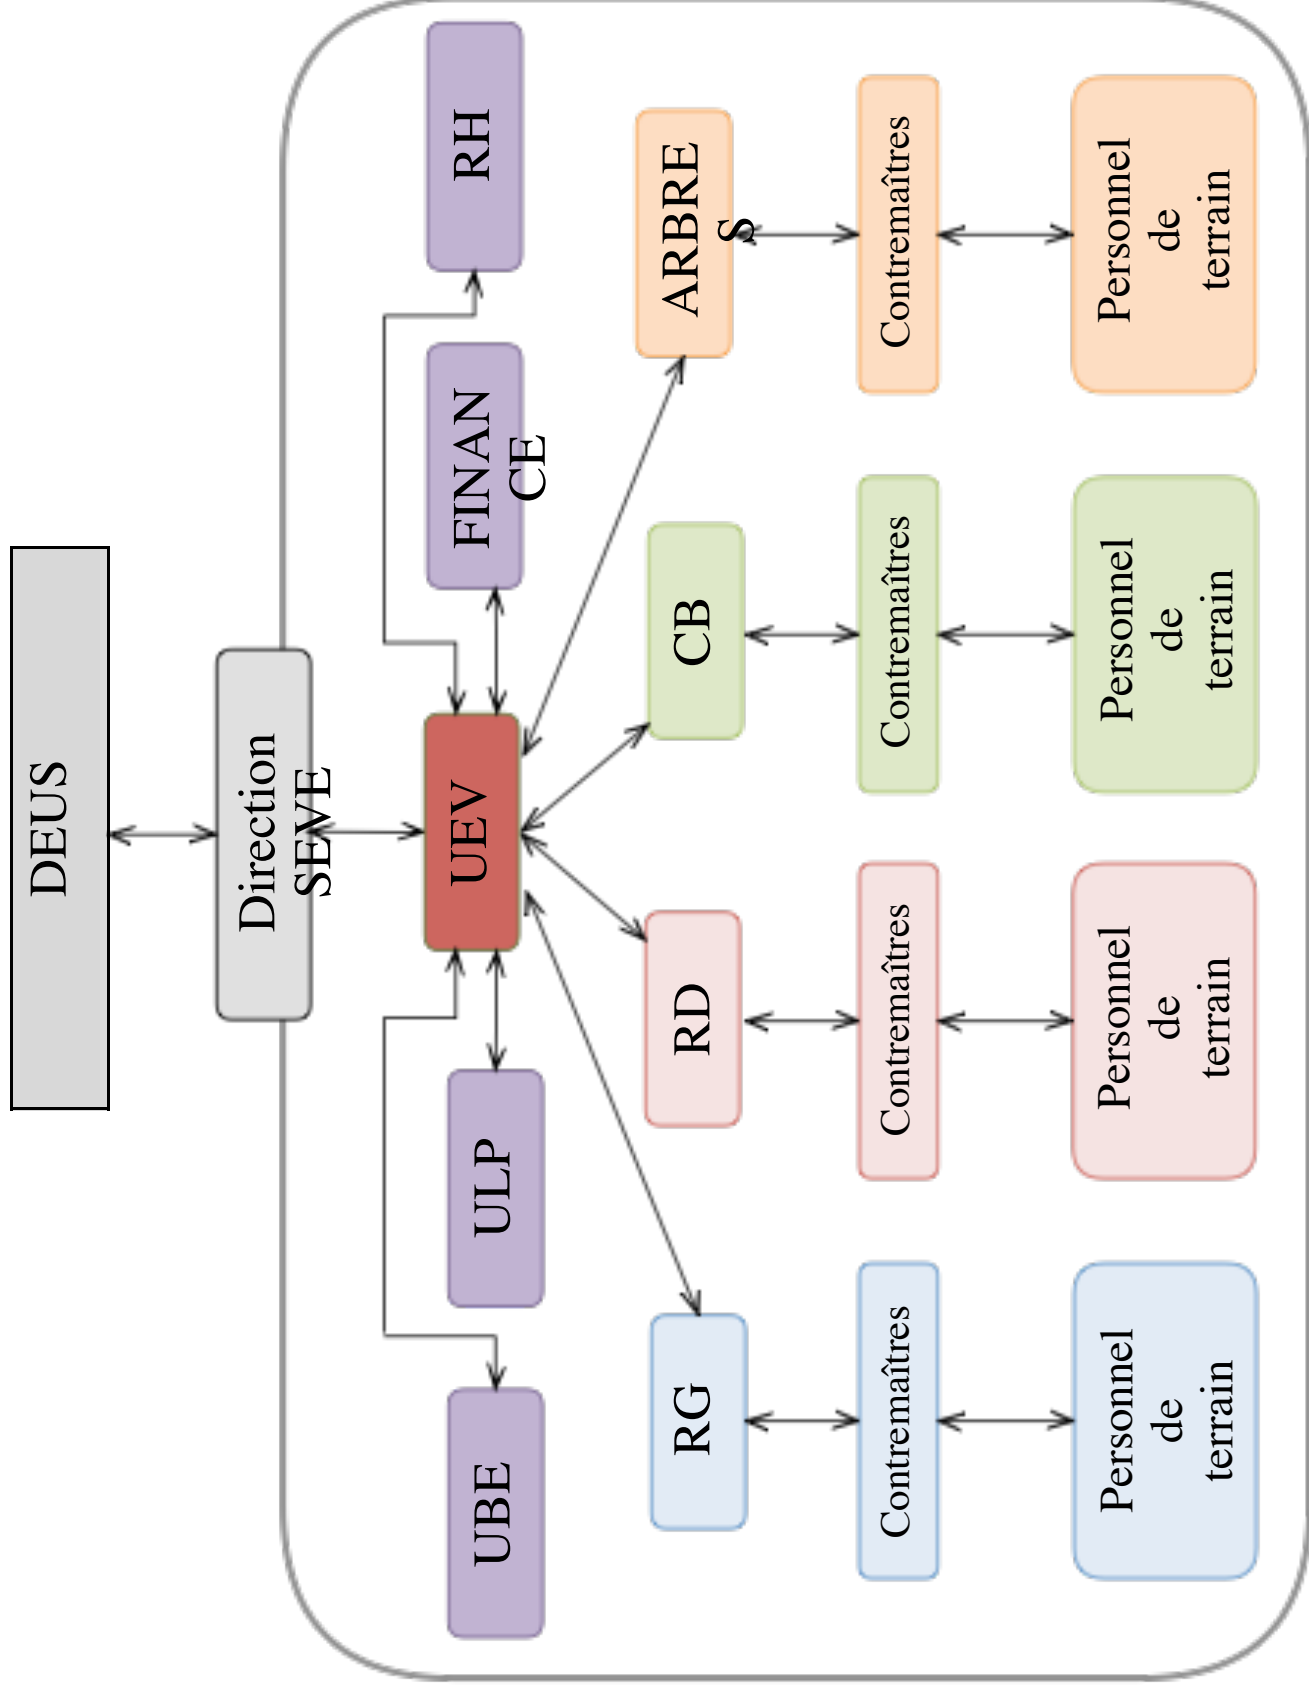 DEUS
Direction
SEVE
UBE
ULP
UEV
FINAN
CE
RH
RG
RD
CB
ARBRE
S
Contremaîtres
Contremaîtres
Contremaîtres
Contremaîtres
Personnel
de
terrain
Personnel
de
terrain
Personnel
de
terrain
Personnel
de
terrain